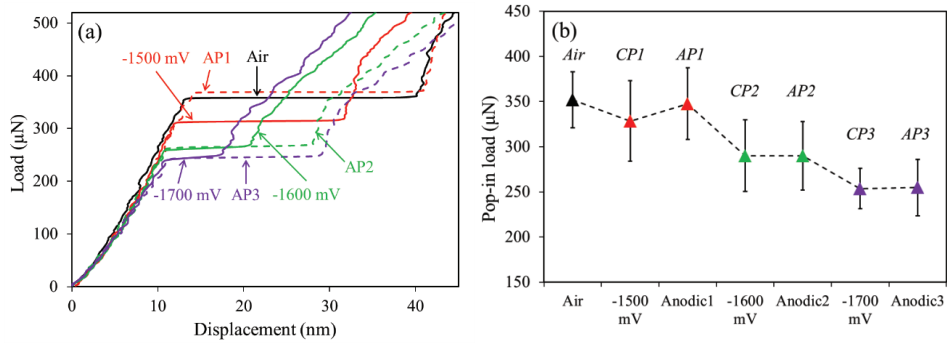 (a)
-1500 mV
AP1
Air
-1700 mV
AP3
-1600 mV
AP2
Load (µN)
500
400
300
200
100
0
0
10
20
30
40
Displacement (nm)
(b)
Pop-in load (µN)
450
400
350
300
250
200
150
Air
CP1
AP1
CP2
AP2
CP3
AP3
Air
-1500
mV
Anodic1
-1600
mV
Anodic2
-1700
mV
Anodic3